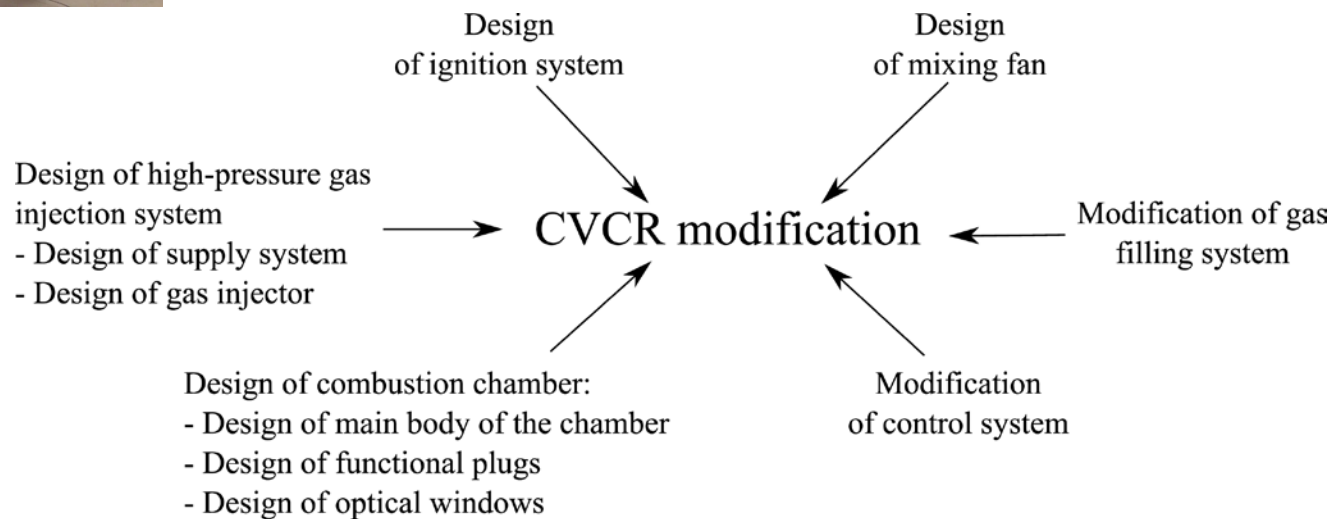 Design
of ignition system
Design
of mixing fan
Design of high-pressure gas
injection system
- Design of supply system
- Design of gas injector
CVCR modification
Modification of gas
filling system
Design of combustion chamber:
- Design of main body of the chamber
- Design of functional plugs
- Design of optical windows
Modification
of control system